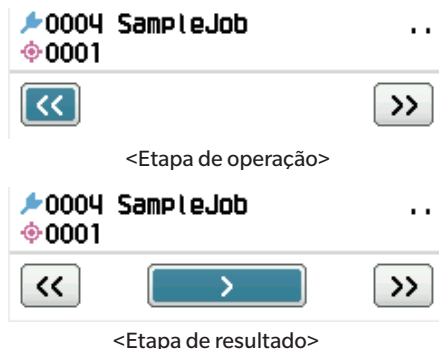 0004 SampleJob ..
0001
<< >>
<Etapa de operação>
0004 SampleJob ..
0001
<< > >>
<Etapa de resultado>